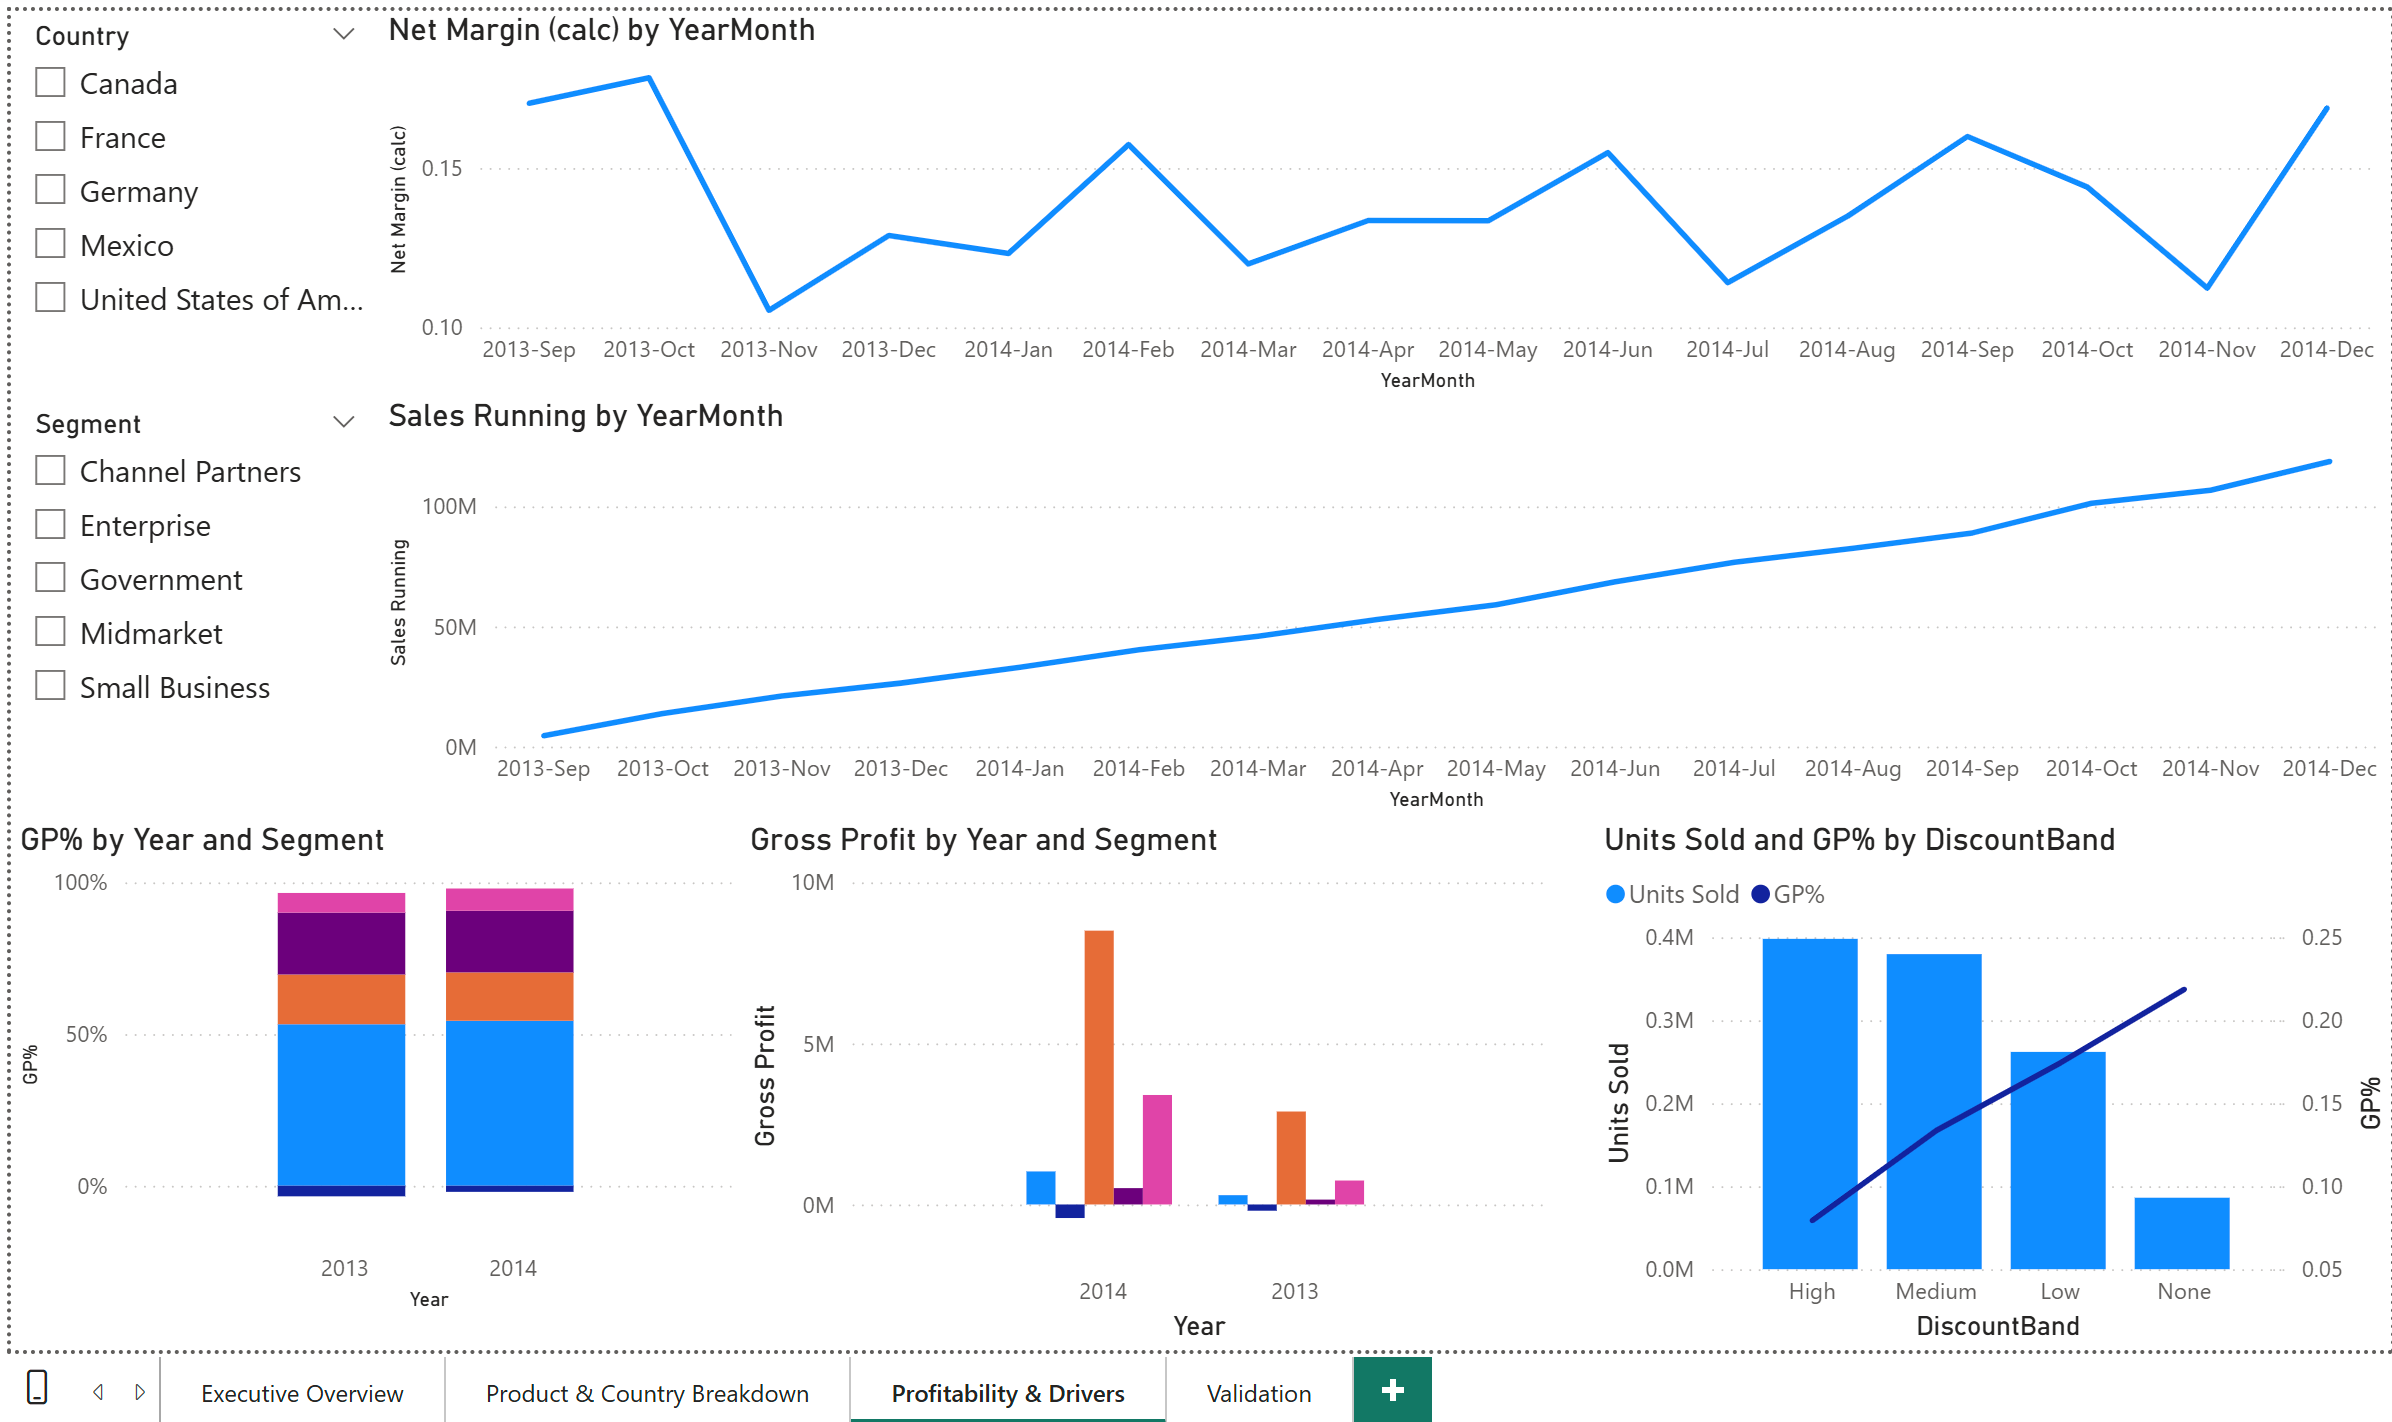 Country
Canada
France
Germany
Mexico
United States of Am...
Net Margin (calc) by YearMonth
Net Margin (calc)
0.15
0.10
2013-Sep 2013-Oct 2013-Nov 2013-Dec 2014-Jan 2014-Feb 2014-Mar 2014-Apr 2014-May 2014-Jun 2014-Jul 2014-Aug 2014-Sep 2014-Oct 2014-Nov 2014-Dec
YearMonth
Segment
Channel Partners
Enterprise
Government
Midmarket
Small Business
Sales Running by YearMonth
Sales Running
100M
50M
0M
2013-Sep 2013-Oct 2013-Nov 2013-Dec 2014-Jan 2014-Feb 2014-Mar 2014-Apr 2014-May 2014-Jun 2014-Jul 2014-Aug 2014-Sep 2014-Oct 2014-Nov 2014-Dec
YearMonth
GP% by Year and Segment
GP%
100%
50%
0%
2013 2014
Year
Gross Profit by Year and Segment
Gross Profit
10M
5M
0M
2014 2013
Year
Units Sold and GP% by DiscountBand
Units Sold GP%
Units Sold
0.4M
0.3M
0.2M
0.1M
0.0M
0.25
0.20
0.15
0.10
0.05
GP%
High Medium Low None
DiscountBand
Executive Overview Product & Country Breakdown Profitability & Drivers Validation